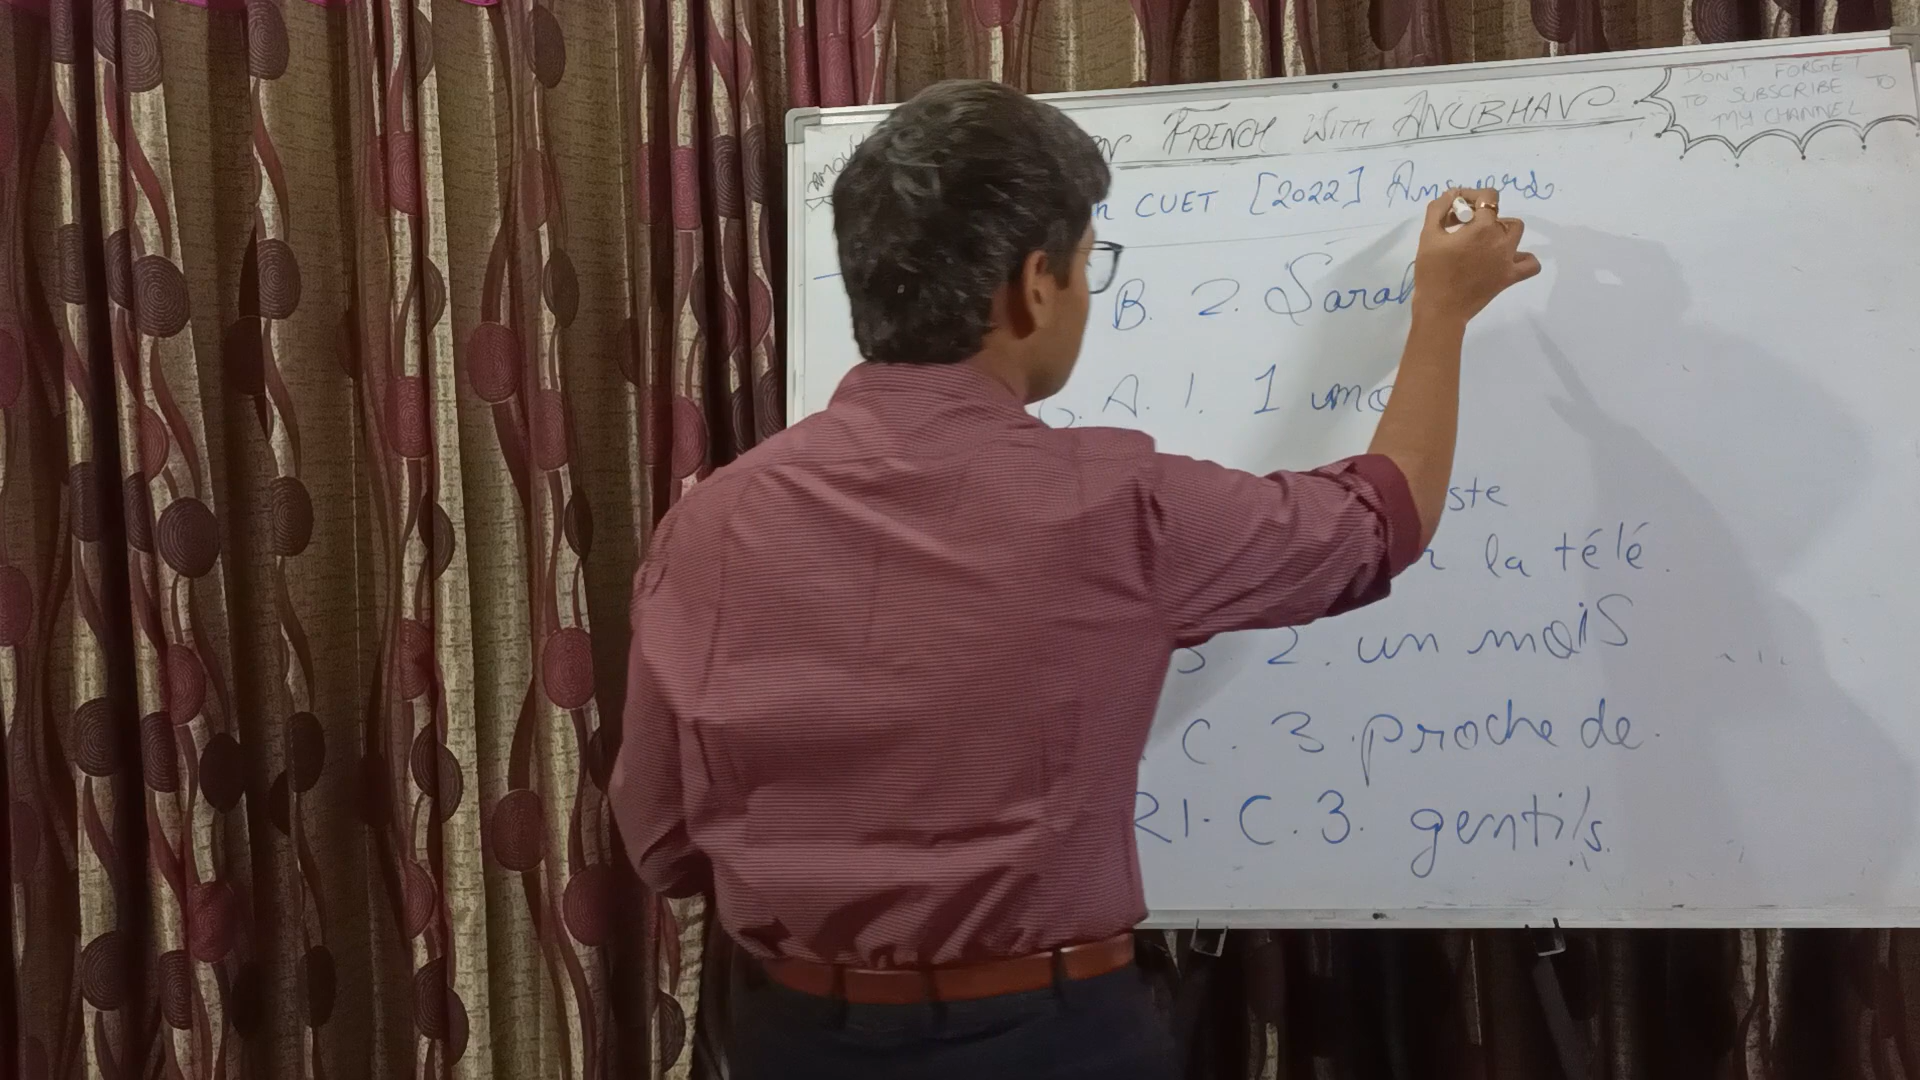 FRENCH WITH ANUBHAV
DON'T FORGET
TO SUBSCRIBE TO
MY CHANNEL
CUET [2022] Answers
B. 2. Sarah
A. 1. 1 umo
ste
la télé.
2. un mois
C. 3. proche de.
21. C. 3. gentils.